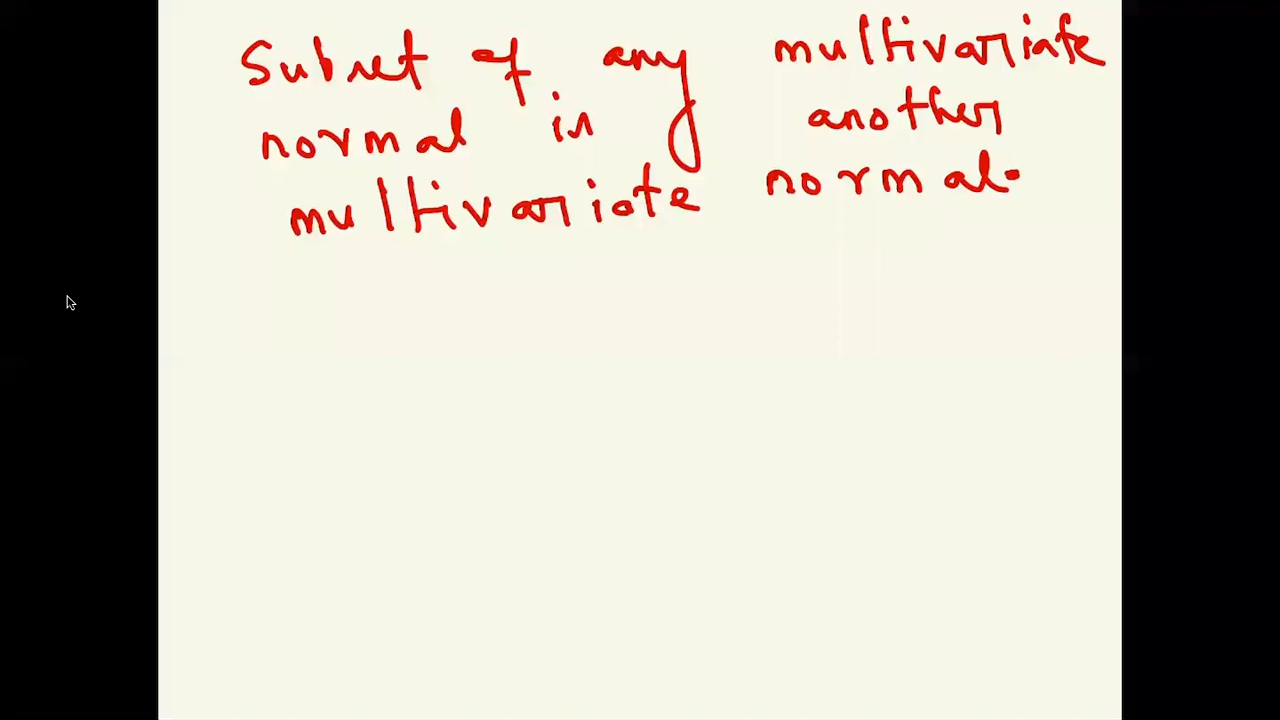 Subset of any multivariate
normal is another
multivariate normal.